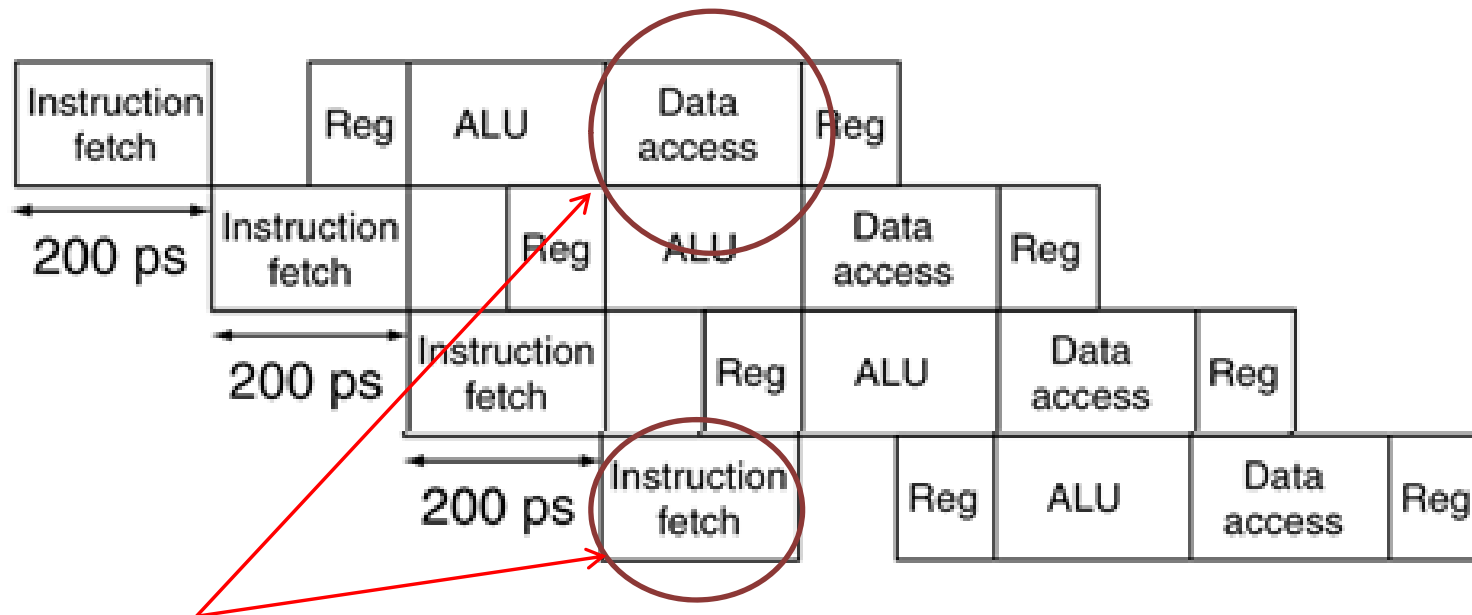 Instruction
fetch
Reg
ALU
Data
access
Reg
200 ps
Instruction
fetch
Reg
ALU
Data
access
Reg
200 ps
Instruction
fetch
Reg
ALU
Data
access
Reg
200 ps
Instruction
fetch
Reg
ALU
Data
access
Reg